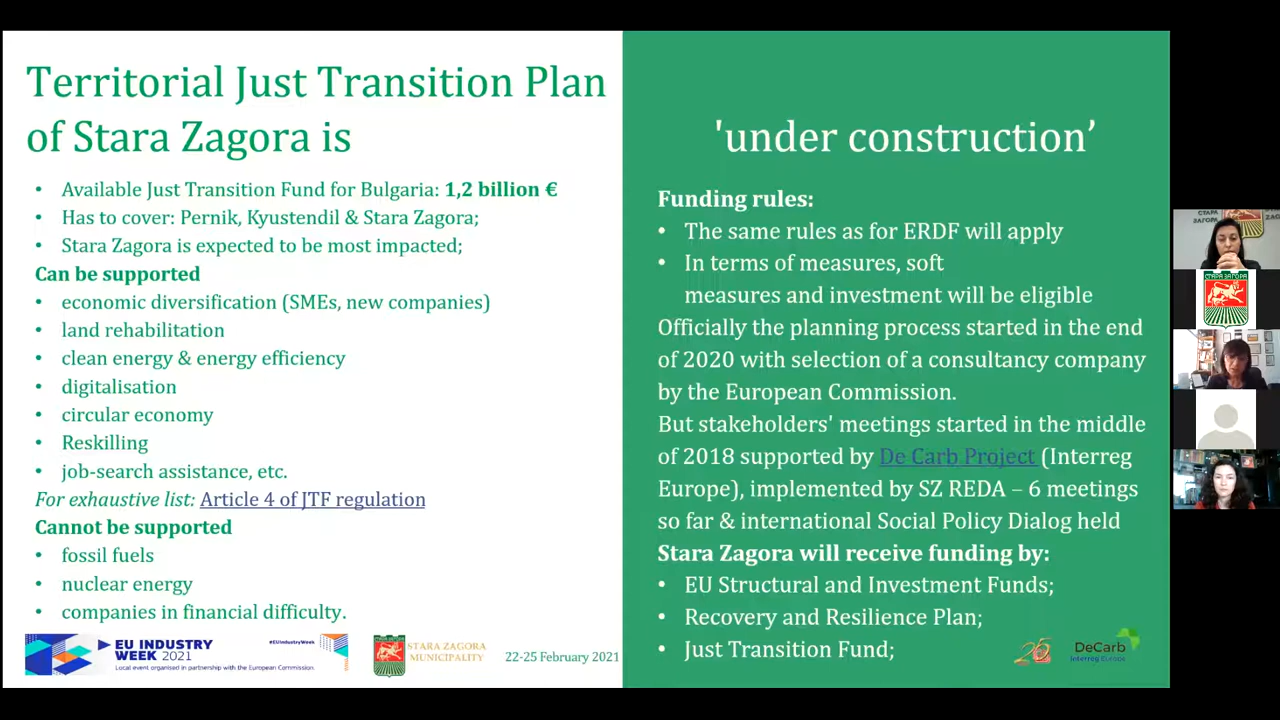 Territorial Just Transition Plan
of Stara Zagora is
• Available Just Transition Fund for Bulgaria: 1,2 billion €
• Has to cover: Pernik, Kyustendil & Stara Zagora;
• Stara Zagora is expected to be most impacted;
Can be supported
• economic diversification (SMEs, new companies)
• land rehabilitation
• clean energy & energy efficiency
• digitalisation
• circular economy
• Reskilling
• job-search assistance, etc.
For exhaustive list: Article 4 of JTF regulation
Cannot be supported
• fossil fuels
• nuclear energy
• companies in financial difficulty.
EU INDUSTRY
WEEK 2021
#EUIndustryWeek
Local event organised in partnership with the European Commission.
STARA ZAGORA
MUNICIPALITY
22-25 February 2021
'under construction’
Funding rules:
• The same rules as for ERDF will apply
• In terms of measures, soft
measures and investment will be eligible
Officially the planning process started in the end
of 2020 with selection of a consultancy company
by the European Commission.
But stakeholders' meetings started in the middle
of 2018 supported by De Carb Project (Interreg
Europe), implemented by SZ REDA – 6 meetings
so far & international Social Policy Dialog held
Stara Zagora will receive funding by:
• EU Structural and Investment Funds;
• Recovery and Resilience Plan;
• Just Transition Fund;
25
DeCarb
Interreg Europe
СТАРА
ЗАГОРА
СТАРА ЗАГОРА